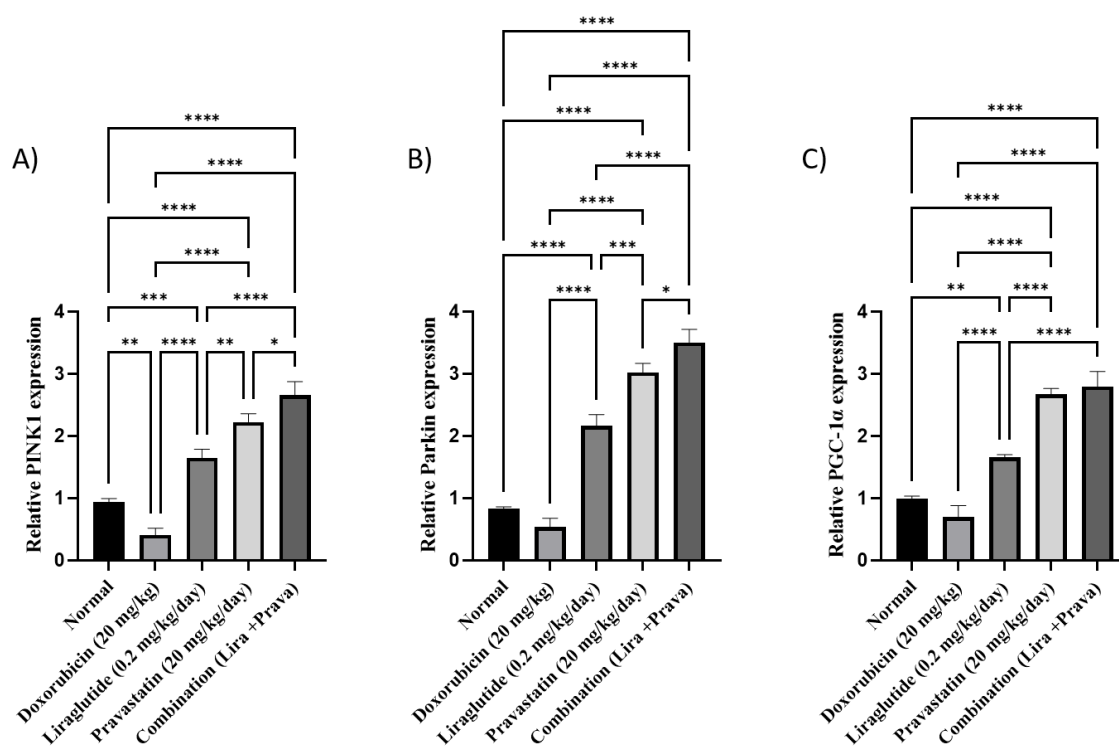 A)
****
****
****
****
***
****
**
****
**
*
Relative PINK1 expression
4
3
2
1
0
Normal
Doxorubicin (20 mg/kg)
Liraglutide (0.2 mg/kg/day)
Pravastatin (20 mg/kg/day)
Combination (Lira +Prava)
B)
****
****
****
****
****
****
***
****
*
Relative Parkin expression
4
3
2
1
0
Normal
Doxorubicin (20 mg/kg)
Liraglutide (0.2 mg/kg/day)
Pravastatin (20 mg/kg/day)
Combination (Lira +Prava)
C)
****
****
****
****
**
****
****
****
Relative PGC-1α expression
4
3
2
1
0
Normal
Doxorubicin (20 mg/kg)
Liraglutide (0.2 mg/kg/day)
Pravastatin (20 mg/kg/day)
Combination (Lira +Prava)